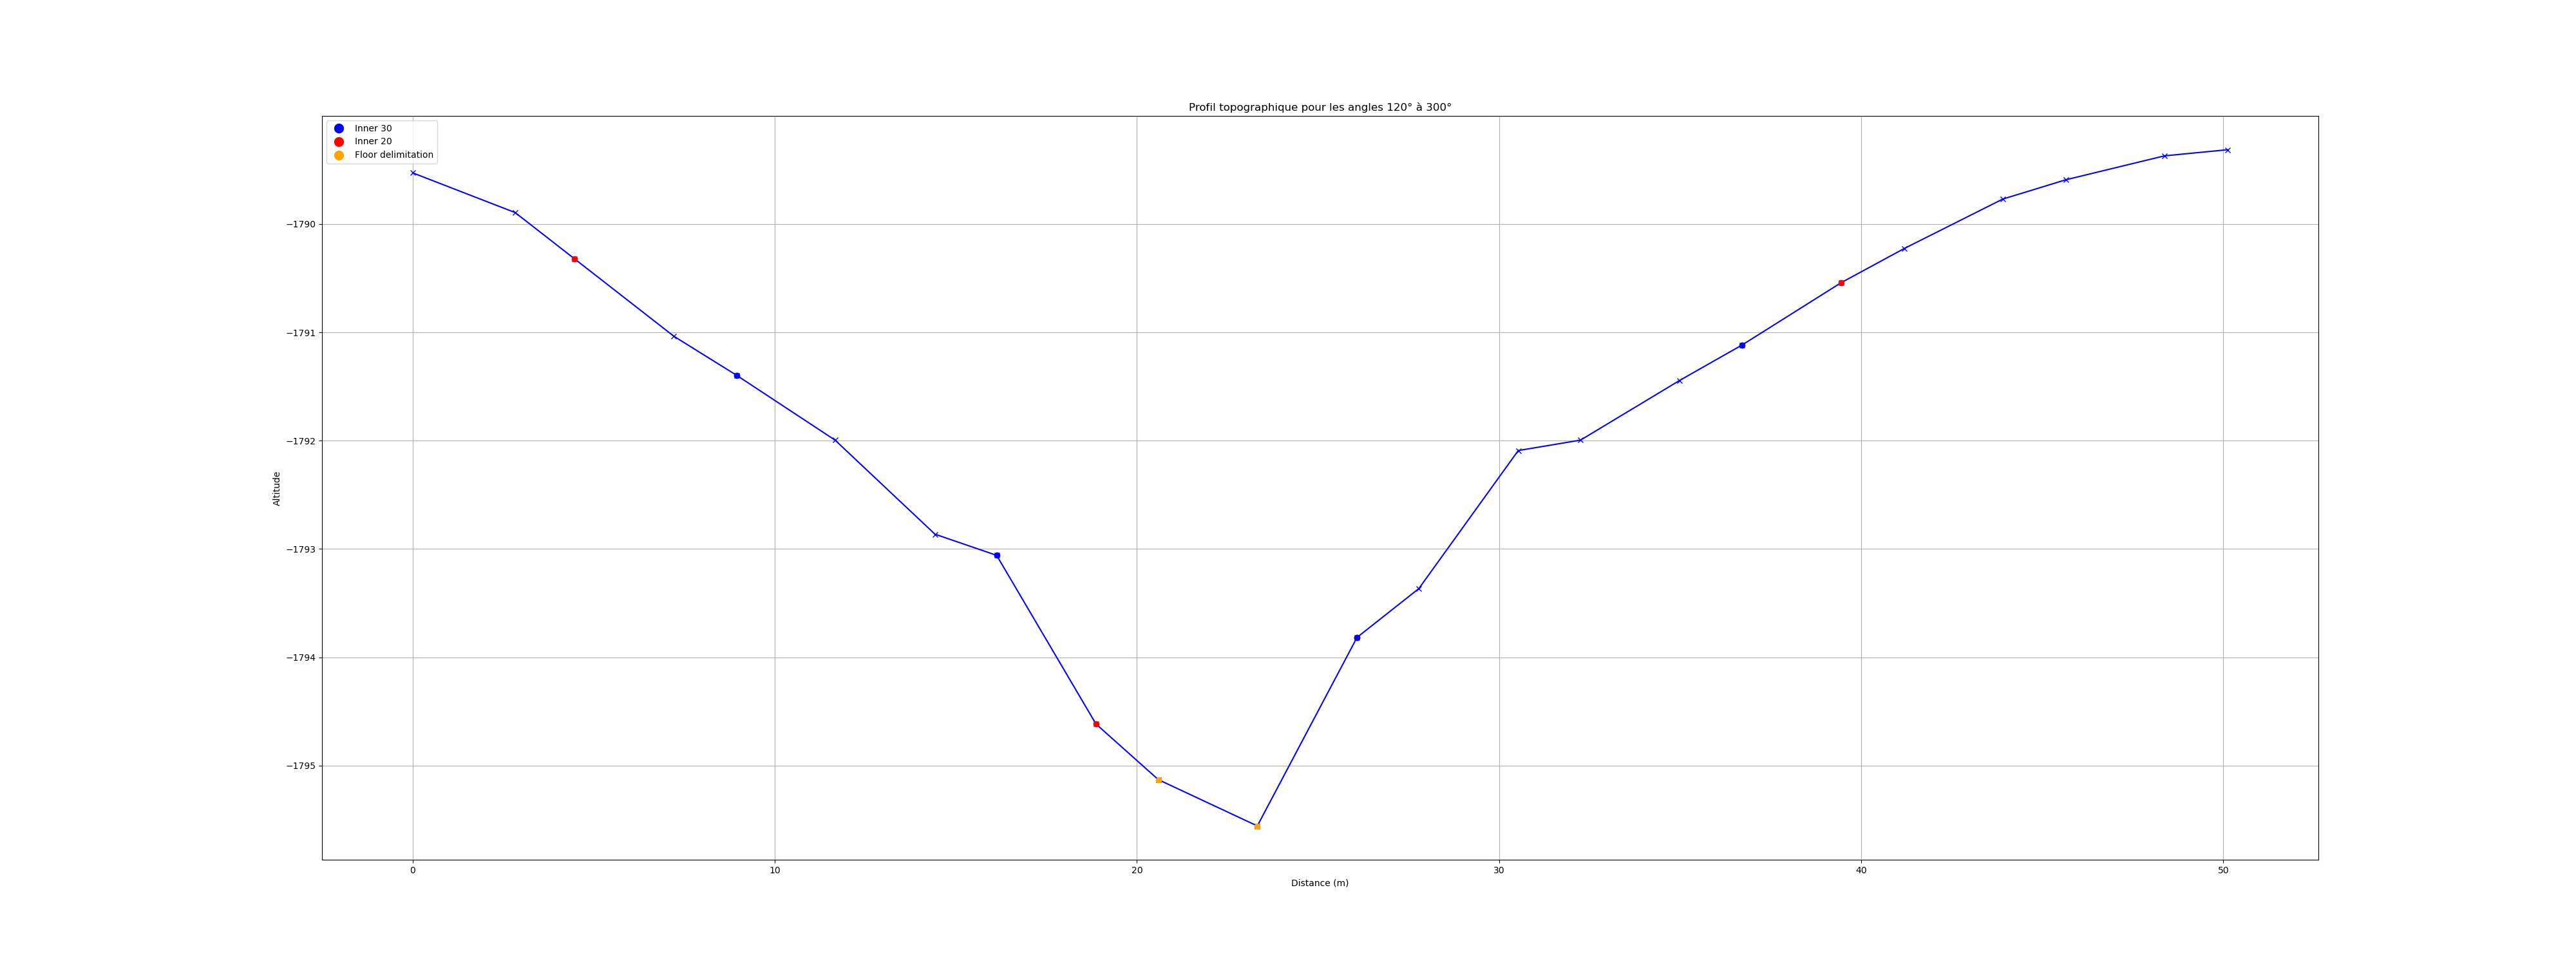 Profil topographique pour les angles 120° à 300°
Inner 30
Inner 20
Floor delimitation
−1790
−1791
−1792
−1793
−1794
−1795
Altitude
0 10 20 30 40 50
Distance (m)